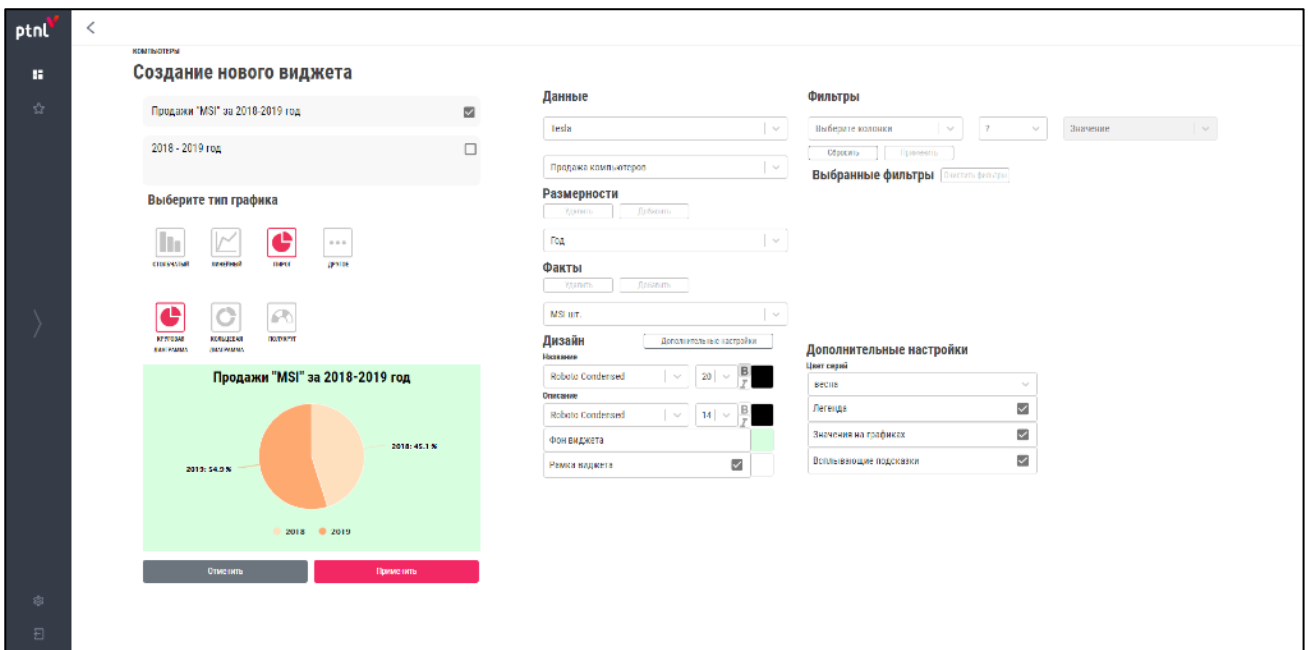 ptnl
КОМПЬЮТЕРЫ
Создание нового виджета
Продажи "MSI" за 2018-2019 год
2018 - 2019 год
Выберите тип графика
СТОЛБЧАТЫЙ ЛИНЕЙНЫЙ ПИРОГ ДРУГОЕ
КРУГОВАЯ ДИАГРАММА
КОЛЬЦЕВАЯ ДИАГРАММА
ПОЛУКРУГ
Продажи "MSI" за 2018-2019 год
2018: 45.1 %
2019: 54.9 %
2018 2019
Отменить Применить
Данные
Tesla
Продажа компьютеров
Размерности
Удалить Добавить
Год
Факты
Удалить Добавить
MSI шт.
Дизайн Дополнительные настройки
Название
Roboto Condensed 20 B I
Описание
Roboto Condensed 14 B I
Фон виджета
Рамка виджета
Фильтры
Выберите колонки ? Значение
Сбросить Применить
Выбранные фильтры Очистить фильтры
Дополнительные настройки
Цвет серий
весна
Легенда
Значения на графиках
Всплывающие подсказки